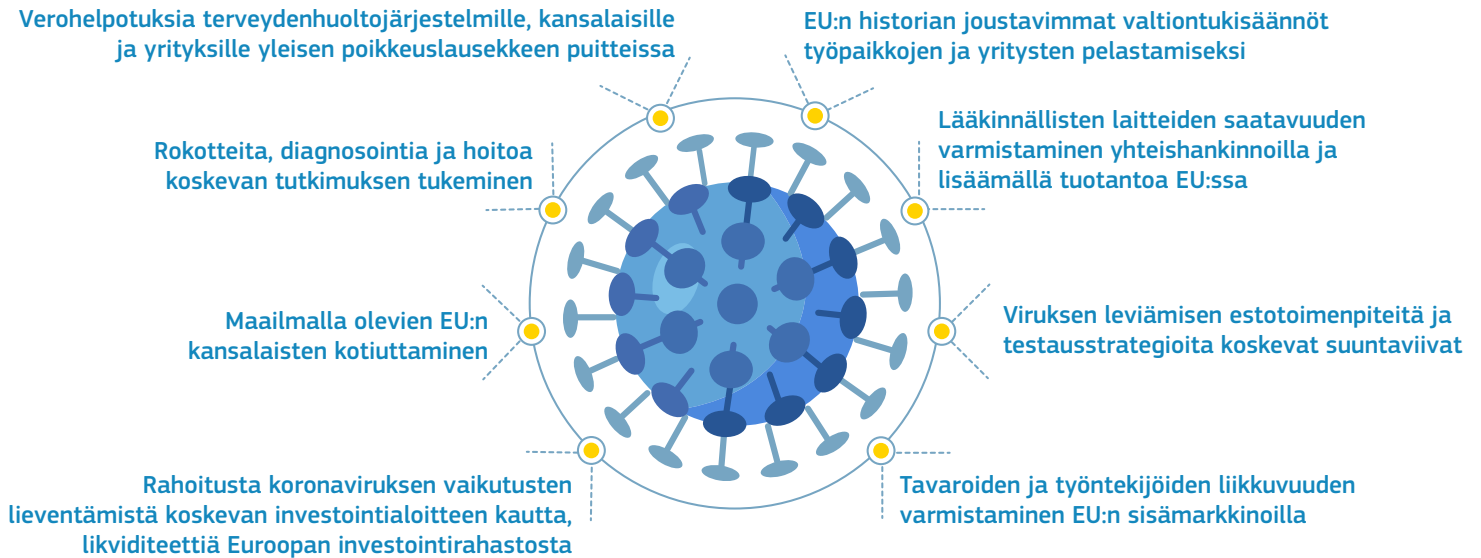 Verohelpotuksia terveydenhuoltojärjestelmille, kansalaisille
ja yrityksille yleisen poikkeuslausekkeen puitteissa
EU:n historian joustavimmat valtiontukisäännöt
työpaikkojen ja yritysten pelastamiseksi
Rokotteita, diagnosointia ja hoitoa
koskevan tutkimuksen tukeminen
Lääkinnällisten laitteiden saatavuuden
varmistaminen yhteishankinnoilla ja
lisäämällä tuotantoa EU:ssa
Maailmalla olevien EU:n
kansalaisten kotiuttaminen
Viruksen leviämisen estotoimenpiteitä ja
testausstrategioita koskevat suuntaviivat
Rahoitusta koronaviruksen vaikutusten
lieventämistä koskevan investointialoitteen kautta,
likviditeettiä Euroopan investointirahastosta
Tavaroiden ja työntekijöiden liikkuvuuden
varmistaminen EU:n sisämarkkinoilla